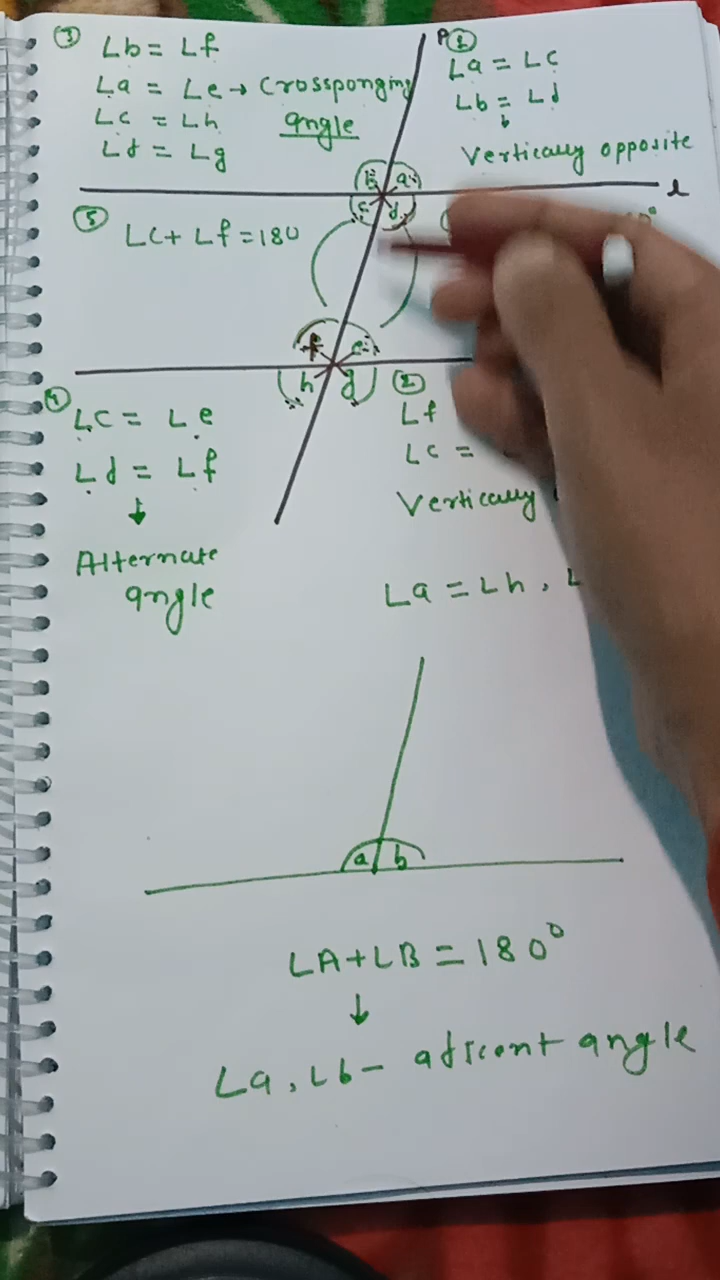 ③ ∠b = ∠f
∠a = ∠e → Crossponging
angle
∠c = ∠h
∠d = ∠g
P
①
∠a = ∠c
∠b = ∠d
↓
Vertically opposite
b a
l
c d
⑤ ∠c + ∠f = 180
f e
h g
④ ∠c = ∠e
∠d = ∠f
↓
Alternate
angle
②
∠f
∠c =
Vertically
∠a = ∠h ,
a b
∠A + ∠B = 180°
↓
∠a , ∠b - adjcent angle